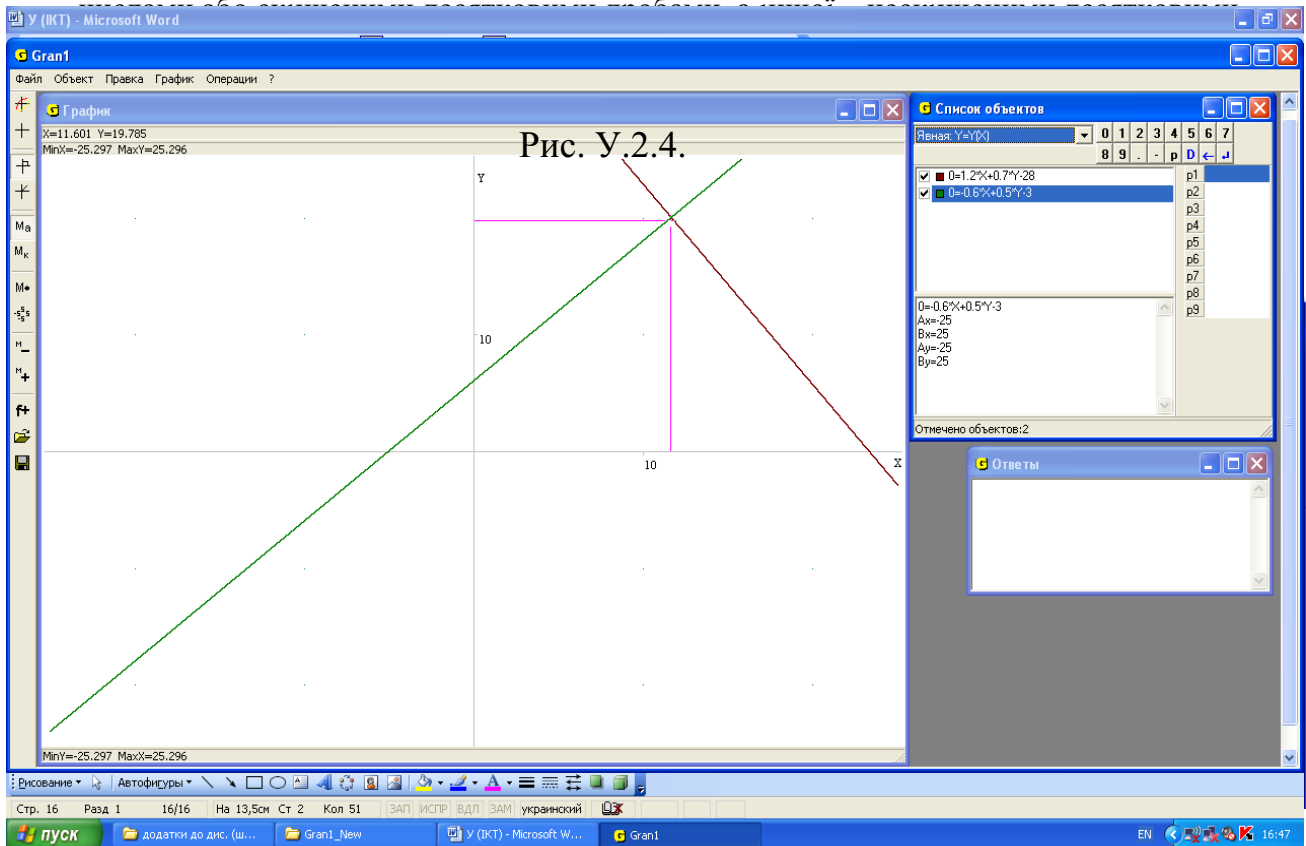 У (ІКТ) - Microsoft Word
Gran1
Файл Объект Правка График Операции ?
График
X=11.601 Y=19.785
MinX=-25.297 MaxY=25.296
Рис. У.2.4.
Y
10
10
X
MinY=-25.297 MaxX=25.296
Ma
Mк
M
-s s s
M
M+
f+
Список объектов
Явная: Y=Y(X)
0 1 2 3 4 5 6 7
8 9 . - p D
0=1.2*X+0.7*Y-28
0=-0.6*X+0.5*Y-3
p1
p2
p3
p4
p5
p6
p7
p8
p9
0=-0.6*X+0.5*Y-3
Ax=-25
Bx=25
Ay=-25
By=25
Отмечено объектов:2
Ответы
Рисование Автофигуры
Стр. 16 Разд 1 16/16 На 13,5см Ст 2 Кол 51 ЗАП ИСПР ВДЛ ЗАМ украинский
пуск додатки до дис. (ш... Gran1_New У (ІКТ) - Microsoft W... Gran1 EN 16:47